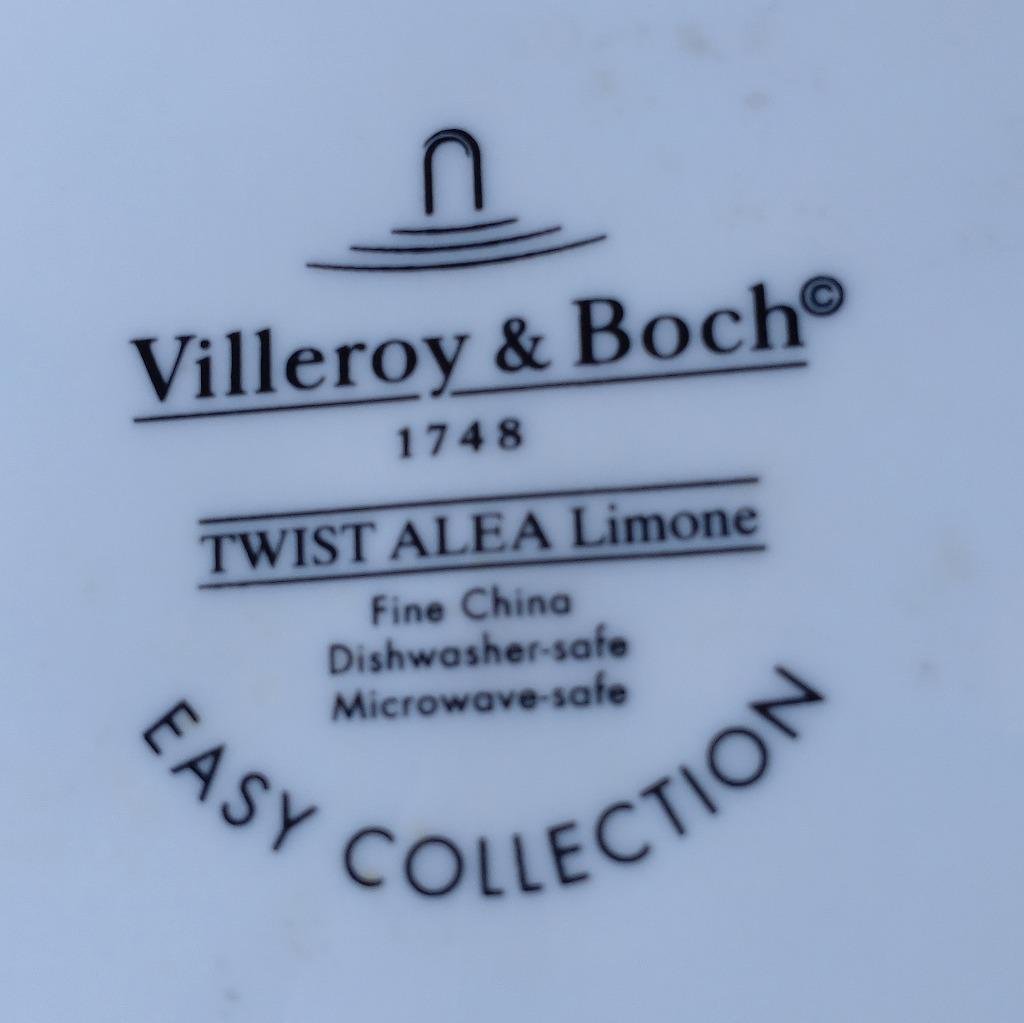 Villeroy & Boch©
1748
TWIST ALEA Limone
Fine China
Dishwasher-safe
Microwave-safe
EASY COLLECTION